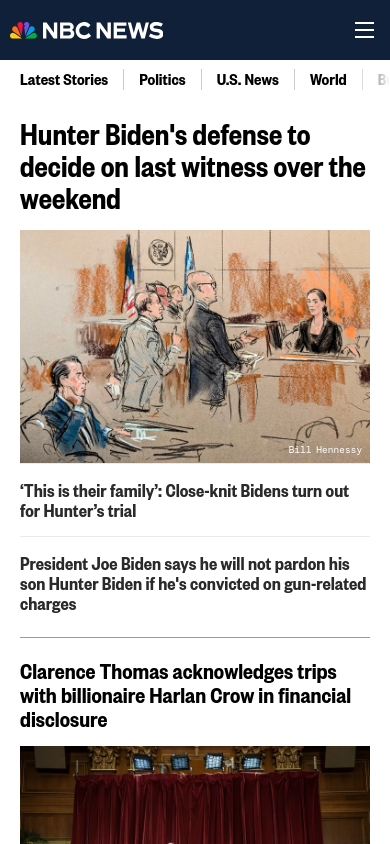 NBC NEWS
Latest Stories
Politics
U.S. News
World
Hunter Biden's defense to
decide on last witness over the
weekend
Bill Hennessy
‘This is their family’: Close-knit Bidens turn out
for Hunter’s trial
President Joe Biden says he will not pardon his
son Hunter Biden if he's convicted on gun-related
charges
Clarence Thomas acknowledges trips
with billionaire Harlan Crow in financial
disclosure